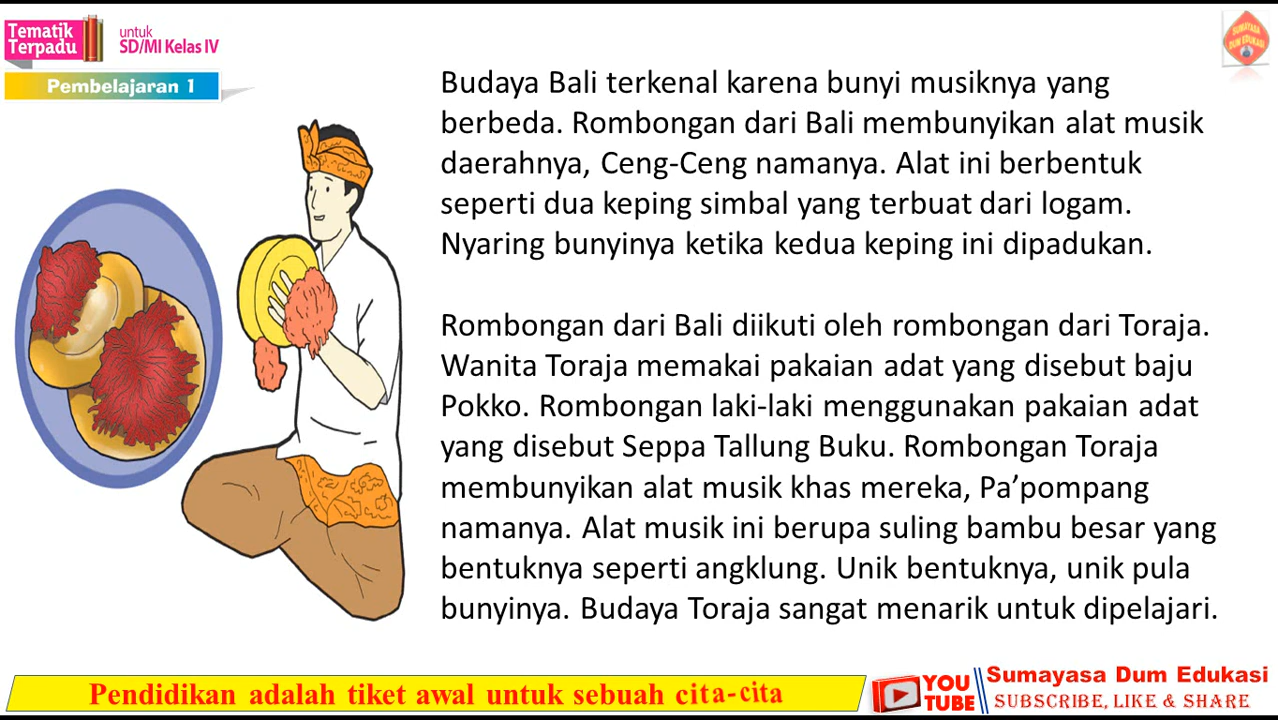 Tematik
Terpadu
untuk
SD/MI Kelas IV
SUMAYASA
DUM EDUKASI
Pembelajaran 1
Budaya Bali terkenal karena bunyi musiknya yang
berbeda. Rombongan dari Bali membunyikan alat musik
daerahnya, Ceng-Ceng namanya. Alat ini berbentuk
seperti dua keping simbal yang terbuat dari logam.
Nyaring bunyinya ketika kedua keping ini dipadukan.
Rombongan dari Bali diikuti oleh rombongan dari Toraja.
Wanita Toraja memakai pakaian adat yang disebut baju
Pokko. Rombongan laki-laki menggunakan pakaian adat
yang disebut Seppa Tallung Buku. Rombongan Toraja
membunyikan alat musik khas mereka, Pa’pompang
namanya. Alat musik ini berupa suling bambu besar yang
bentuknya seperti angklung. Unik bentuknya, unik pula
bunyinya. Budaya Toraja sangat menarik untuk dipelajari.
Pendidikan adalah tiket awal untuk sebuah cita-cita
YOU
TUBE
Sumayasa Dum Edukasi
SUBSCRIBE, LIKE & SHARE